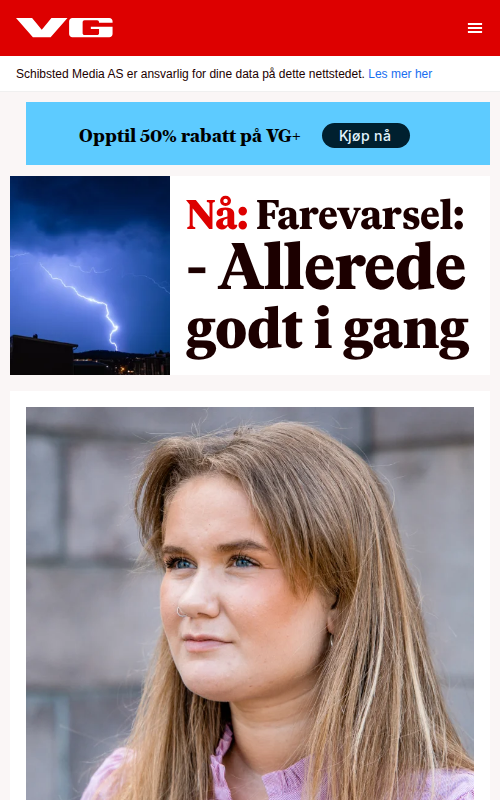 VG
Schibsted Media AS er ansvarlig for dine data på dette nettstedet. Les mer her
Opptil 50% rabatt på VG+ Kjøp nå
Nå: Farevarsel:
- Allerede
godt i gang